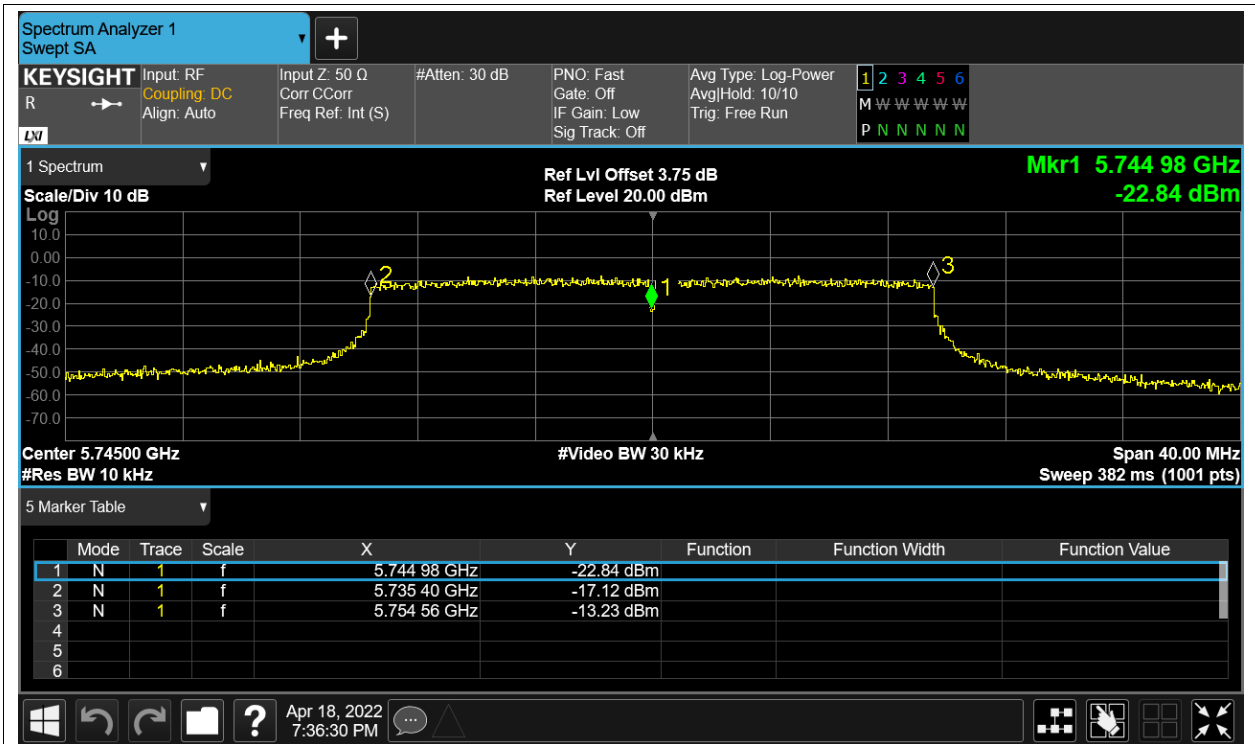 Spectrum Analyzer 1
Swept SA
KEYSIGHT
R
LXI
Input: RF
Coupling: DC
Align: Auto
Input Z: 50 Ω
Corr CCorr
Freq Ref: Int (S)
#Atten: 30 dB
PNO: Fast
Gate: Off
IF Gain: Low
Sig Track: Off
Avg Type: Log-Power
Avg|Hold: 10/10
Trig: Free Run
1 2 3 4 5 6
M W W W W W
P N N N N N
1 Spectrum
Scale/Div 10 dB
Ref Lvl Offset 3.75 dB
Ref Level 20.00 dBm
Mkr1 5.744 98 GHz
-22.84 dBm
Log
10.0
0.00
-10.0
-20.0
-30.0
-40.0
-50.0
-60.0
-70.0
2
1
3
Center 5.74500 GHz
#Res BW 10 kHz
#Video BW 30 kHz
Span 40.00 MHz
Sweep 382 ms (1001 pts)
5 Marker Table
Mode Trace Scale X Y Function Function Width Function Value
1 N 1 f 5.744 98 GHz -22.84 dBm
2 N 1 f 5.735 40 GHz -17.12 dBm
3 N 1 f 5.754 56 GHz -13.23 dBm
4
5
6
?
Apr 18, 2022
7:36:30 PM